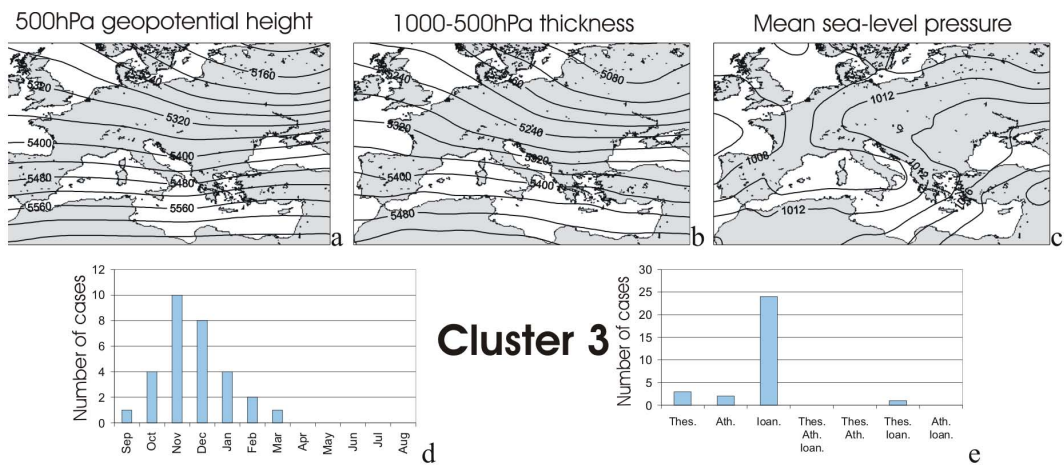 500hPa geopotential height
1000-500hPa thickness
Mean sea-level pressure
5160
5320
5320
5400
5400
5480
5480
5560
5560
a
5080
5240
5240
5320
5320
5400
5400
5480
b
1012
1008
1012
1012
c
Number of cases
12
10
8
6
4
2
0
Sep
Oct
Nov
Dec
Jan
Feb
Mar
Apr
May
Jun
Jul
Aug
d
Cluster 3
Number of cases
30
25
20
15
10
5
0
Thes.
Ath.
Ioan.
Thes.
Ath.
Ioan.
Thes.
Ath.
Thes.
Ioan.
Ath.
Ioan.
e